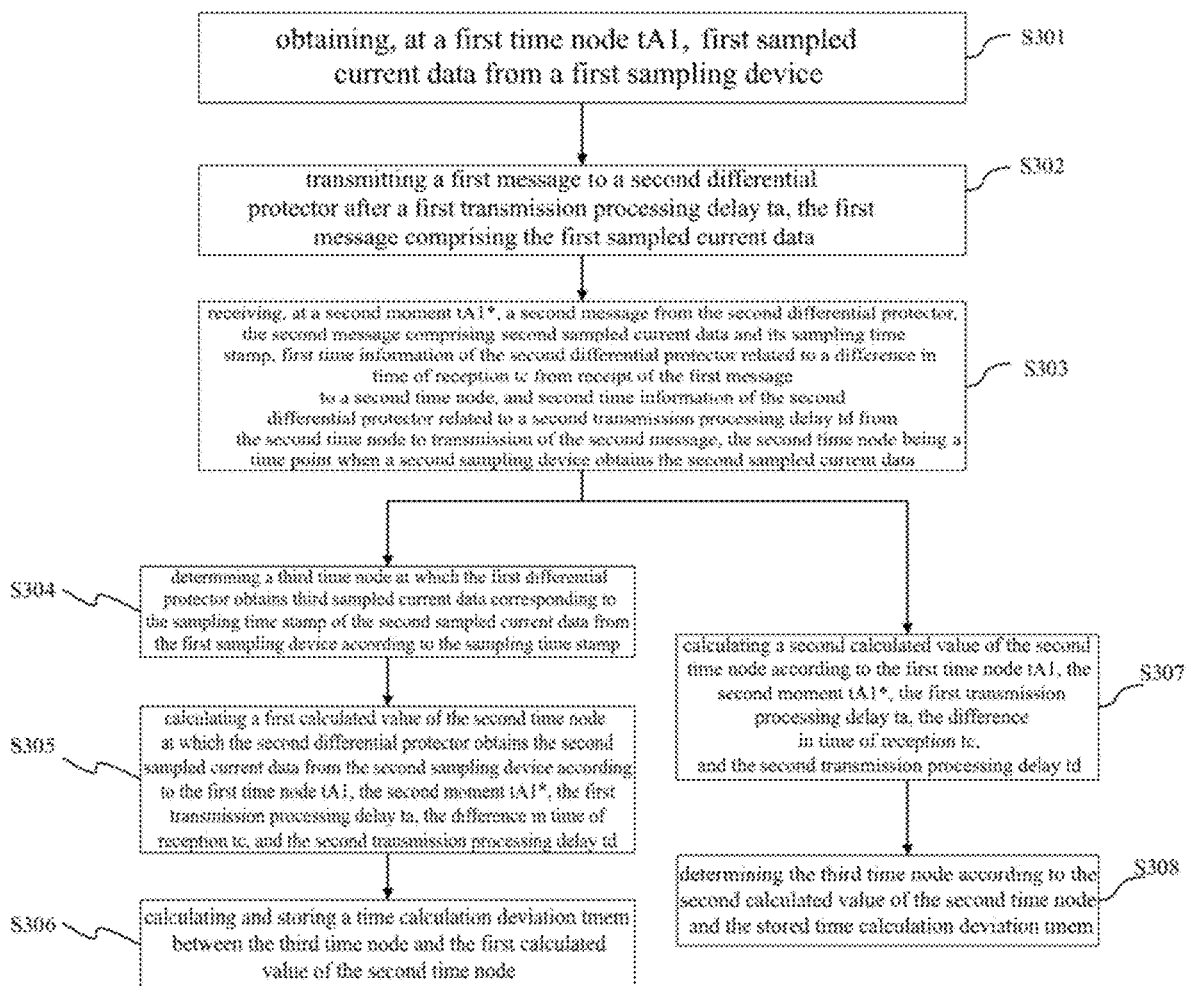 obtaining, at a first time node tA1, first sampled
current data from a first sampling device
S301
transmitting a first message to a second differential
protector after a first transmission processing delay ta, the first
message comprising the first sampled current data
S302
receiving, at a second moment tA1*, a second message from the second differential protector,
the second message comprising second sampled current data and its sampling time
stamp, first time information of the second differential protector related to a difference in
time of reception tc from receipt of the first message
to a second time node, and second time information of the second
differential protector related to a second transmission processing delay td from
the second time node to transmission of the second message, the second time node being a
time point when a second sampling device obtains the second sampled current data
S303
S304
determining a third time node at which the first differential
protector obtains third sampled current data corresponding to
the sampling time stamp of the second sampled current data from
the first sampling device according to the sampling time stamp
S305
calculating a first calculated value of the second time node
at which the second differential protector obtains the second
sampled current data from the second sampling device according
to the first time node tA1, the second moment tA1*, the first
transmission processing delay ta, the difference in time of
reception tc, and the second transmission processing delay td
S306
calculating and storing a time calculation deviation tmem
between the third time node and the first calculated
value of the second time node
calculating a second calculated value of the second
time node according to the first time node tA1, the
second moment tA1*, the first transmission
processing delay ta, the difference
in time of reception tc,
and the second transmission processing delay td
S307
determining the third time node according to the
second calculated value of the second time node
and the stored time calculation deviation tmem
S308